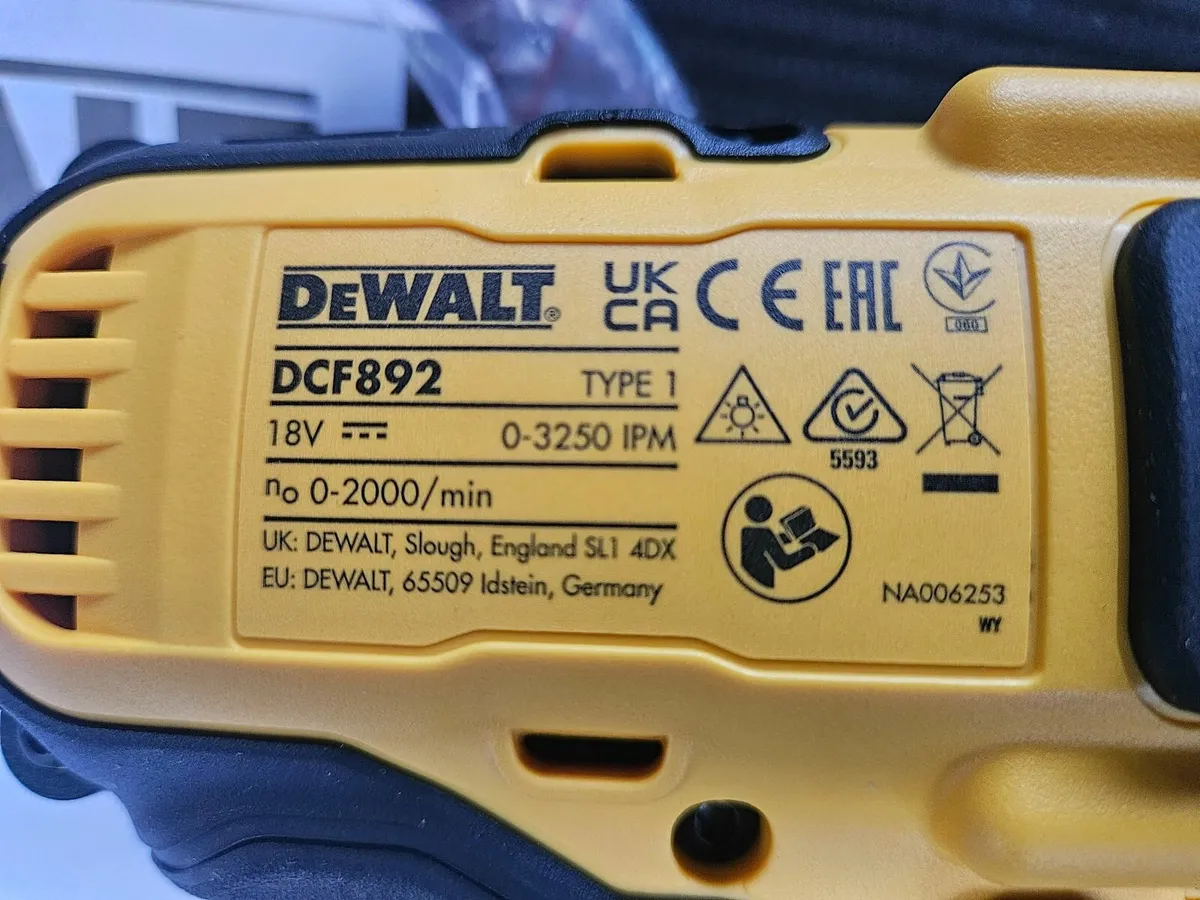 DEWALT®
UK
CA
CE
EAC
060
DCF892 TYPE 1
18V 0-3250 IPM
5593
n₀ 0-2000/min
UK: DEWALT, Slough, England SL1 4DX
EU: DEWALT, 65509 Idstein, Germany
NA006253
WY